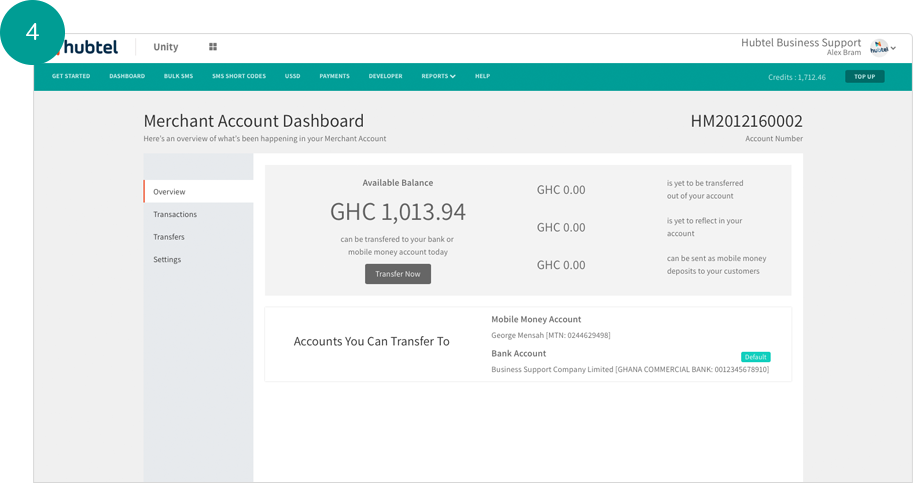 4
hubtel
Unity
Hubtel Business Support
Alex Bram
GET STARTED DASHBOARD BULK SMS SMS SHORT CODES USSD PAYMENTS DEVELOPER REPORTS HELP
Credits : 1,712.46
TOP UP
Merchant Account Dashboard
Here's an overview of what's been happening in your Merchant Account
HM2012160002
Account Number
Overview
Transactions
Transfers
Settings
Available Balance
GHC 1,013.94
can be transfered to your bank or
mobile money account today
Transfer Now
GHC 0.00
is yet to be transferred
out of your account
GHC 0.00
is yet to reflect in your
account
GHC 0.00
can be sent as mobile money
deposits to your customers
Accounts You Can Transfer To
Mobile Money Account
George Mensah [MTN: 0244629498]
Bank Account
Default
Business Support Company Limited [GHANA COMMERCIAL BANK: 0012345678910]